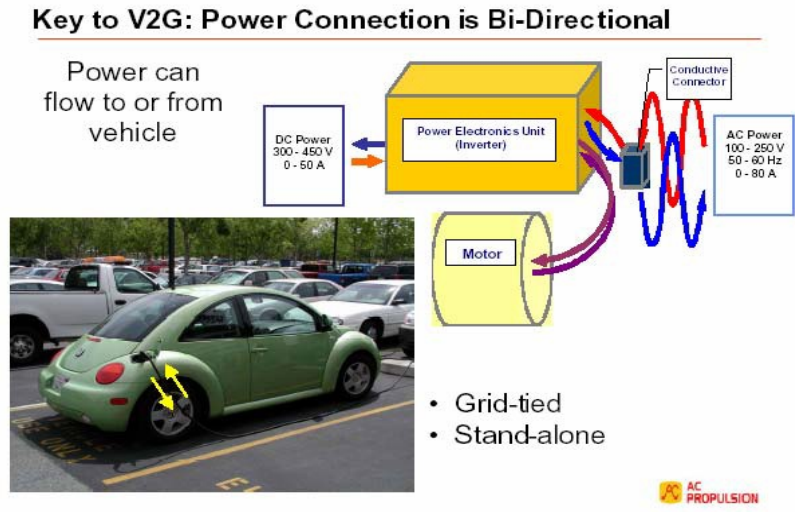 Key to V2G: Power Connection is Bi-Directional
Power can
flow to or from
vehicle
DC Power
300 - 450 V
0 - 50 A
Power Electronics Unit
(Inverter)
Conductive
Connector
AC Power
100 - 250 V
50 - 60 Hz
0 - 80 A
Motor
USE ONLY
• Grid-tied
• Stand-alone
AC
PROPULSION